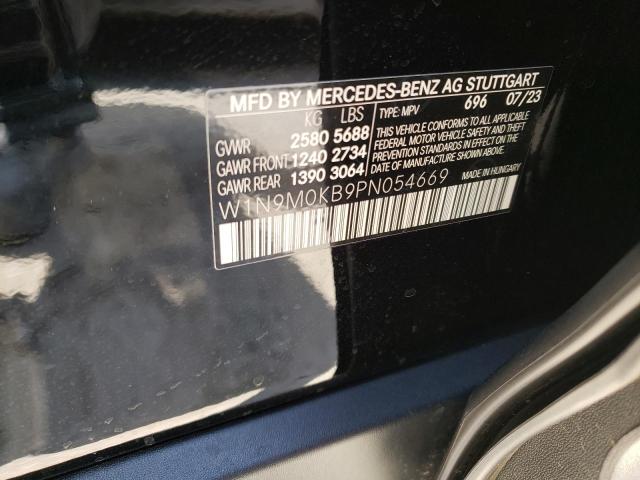 MFD BY MERCEDES-BENZ AG STUTTGART
KG LBS TYPE: MPV 696 07/23
GVWR 2580 5688
GAWR FRONT 1240 2734
GAWR REAR 1390 3064
THIS VEHICLE CONFORMS TO ALL APPLICABLE
FEDERAL MOTOR VEHICLE SAFETY AND THEFT
PREVENTION STANDARDS IN EFFECT ON THE
DATE OF MANUFACTURE SHOWN ABOVE.
MADE IN HUNGARY
W1N9M0KB9PN054669